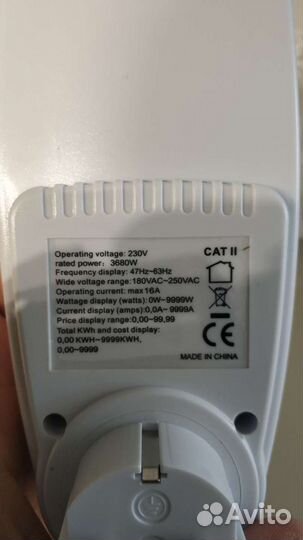 Operating voltage: 230V
rated power: 3680W
Frequency display: 47Hz~63Hz
Wide voltage range: 180VAC~250VAC
Operating current: max 16A
Wattage display (watts): 0W~9999W
Current display (amps): 0,0A~9999A
Price display range: 0,00~99,99
Total KWh and cost display:
0,00 KWH~9999KWH,
0,00~9999
CAT II
MADE IN CHINA
Avito